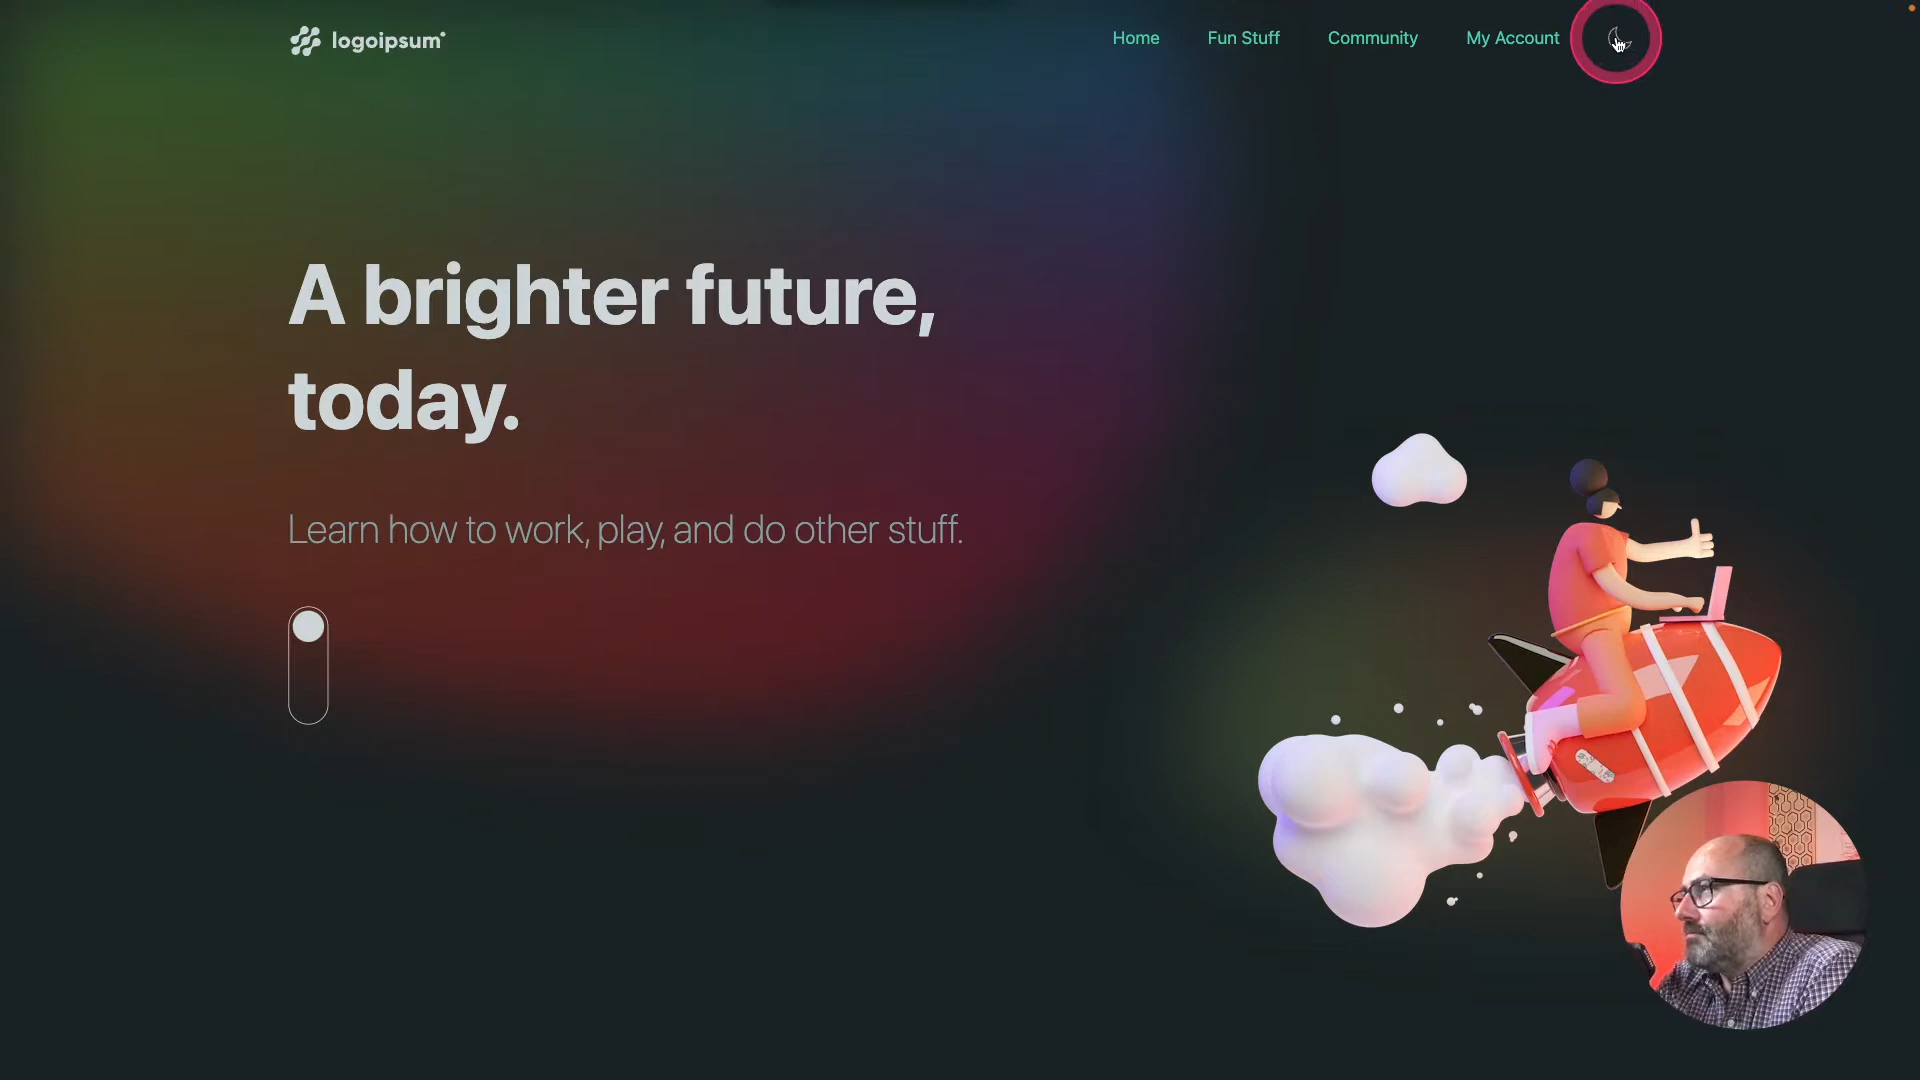 logoipsum
Home
Fun Stuff
Community
My Account
A brighter future,
today.
Learn how to work, play, and do other stuff.